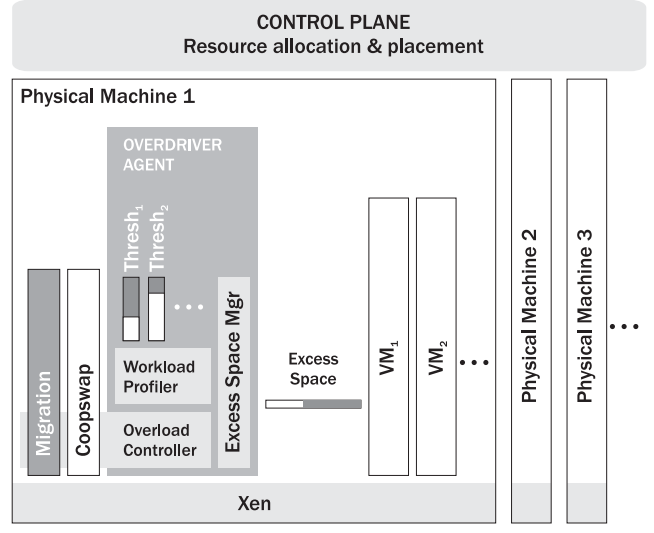 CONTROL PLANE
Resource allocation & placement
Physical Machine 1
OVERDRIVER
AGENT
Thresh1
Thresh2
...
Migration
Coopswap
Workload
Profiler
Overload
Controller
Excess Space Mgr
Excess
Space
VM1
VM2
...
Xen
Physical Machine 2
Physical Machine 3
...